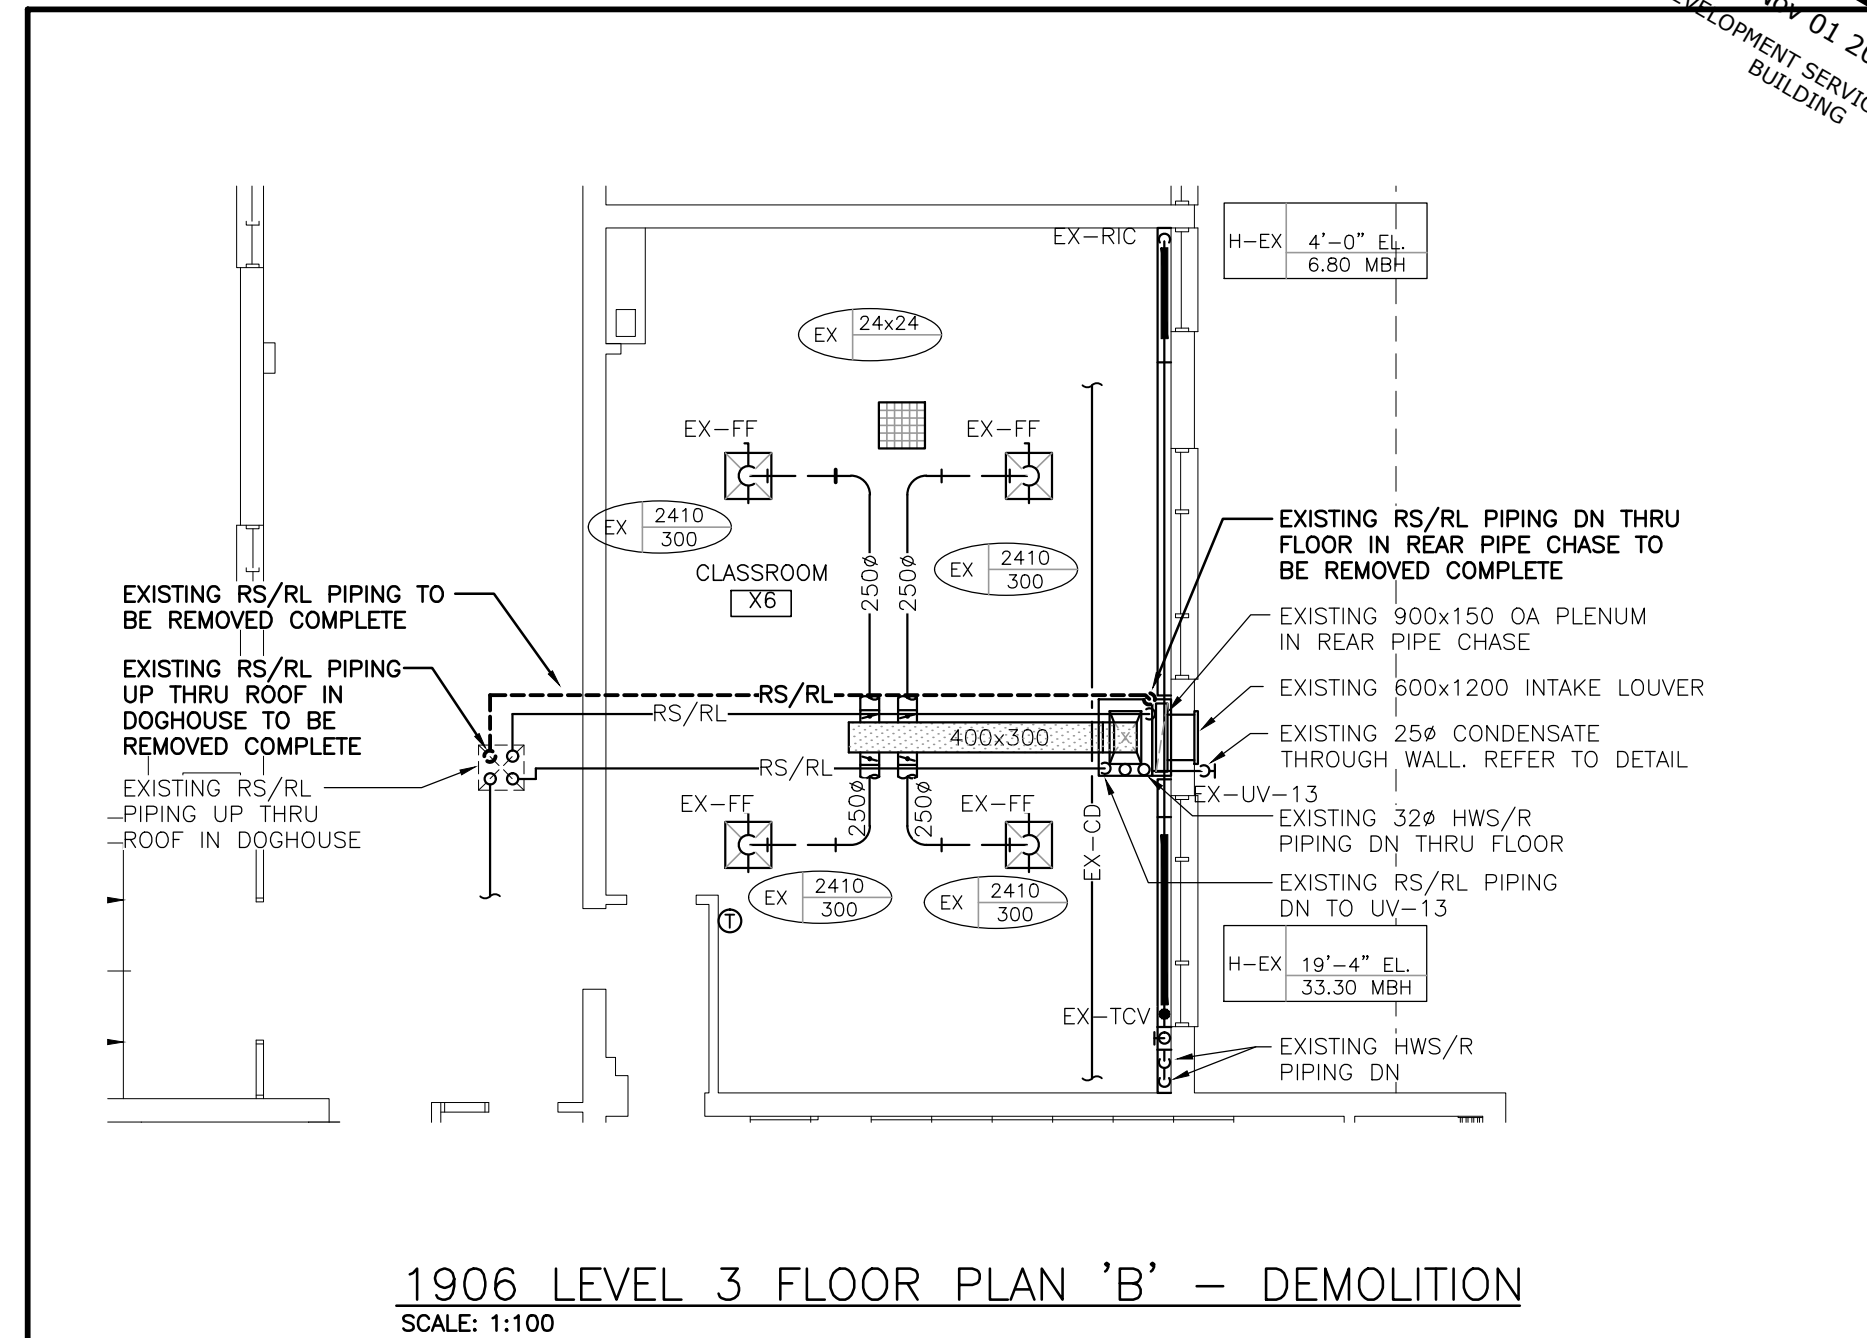 NOV 01 20
EVELOPMENT SERVIC
BUILDING
EX-RIC
H-EX 4'-0" EL.
6.80 MBH
EX 24x24
EX-FF
EX-FF
EX 2410
300
EX 2410
300
CLASSROOM
X6
250ø
250ø
EXISTING RS/RL PIPING DN THRU
FLOOR IN REAR PIPE CHASE TO
BE REMOVED COMPLETE
EXISTING RS/RL PIPING TO
BE REMOVED COMPLETE
EXISTING 900x150 OA PLENUM
IN REAR PIPE CHASE
EXISTING RS/RL PIPING
UP THRU ROOF IN
DOGHOUSE TO BE
REMOVED COMPLETE
RS/RL
RS/RL
EXISTING 600x1200 INTAKE LOUVER
400x300
X
EXISTING 25ø CONDENSATE
THROUGH WALL. REFER TO DETAIL
RS/RL
EXISTING RS/RL
PIPING UP THRU
ROOF IN DOGHOUSE
EX-UV-13
EX-FF
250ø
250ø
EX-FF
EX-CD
EXISTING 32ø HWS/R
PIPING DN THRU FLOOR
EX 2410
300
EX 2410
300
EXISTING RS/RL PIPING
DN TO UV-13
T
H-EX 19'-4" EL.
33.30 MBH
EX-TCV
EXISTING HWS/R
PIPING DN
1906 LEVEL 3 FLOOR PLAN 'B' - DEMOLITION
SCALE: 1:100